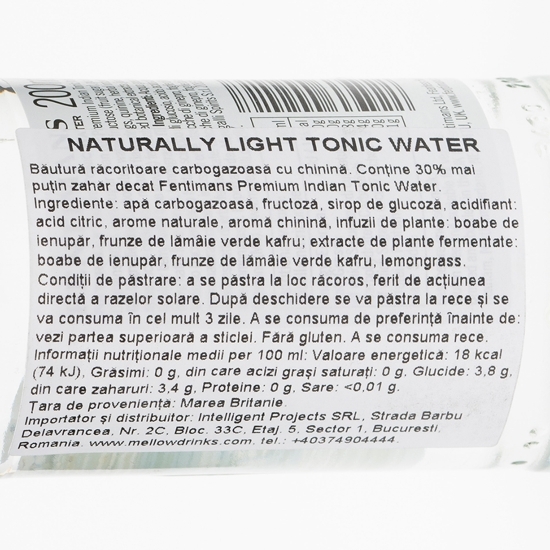 NATURALLY LIGHT TONIC WATER
Băutură răcoritoare carbogazoasă cu chinină. Conține 30% mai
puțin zahăr decat Fentimans Premium Indian Tonic Water.
Ingrediente: apă carbogazoasă, fructoză, sirop de glucoză, acidifiant:
acid citric, arome naturale, aromă chinină, infuzii de plante: boabe de
ienupăr, frunze de lămâie verde kafru; extracte de plante fermentate:
boabe de ienupăr, frunze de lămâie verde kafru, lemongrass.
Condiții de păstrare: a se păstra la loc răcoros, ferit de acțiunea
directă a razelor solare. După deschidere se va păstra la rece și se
va consuma în cel mult 3 zile. A se consuma de preferință înainte de:
vezi partea superioară a sticlei. Fără gluten. A se consuma rece.
Informații nutriționale medii per 100 ml: Valoare energetică: 18 kcal
(74 kJ), Grăsimi: 0 g, din care acizi grași saturați: 0 g, Glucide: 3,8 g,
din care zaharuri: 3,4 g, Proteine: 0 g, Sare: <0.01 g.
Țara de proveniență: Marea Britanie.
Importator și distribuitor: Intelligent Projects SRL, Strada Barbu
Delavrancea, Nr. 2C, Bloc. 33C, Etaj. 5, Sector 1, Bucuresti,
Romania. www.mellowdrinks.com, tel.: +40374904444.